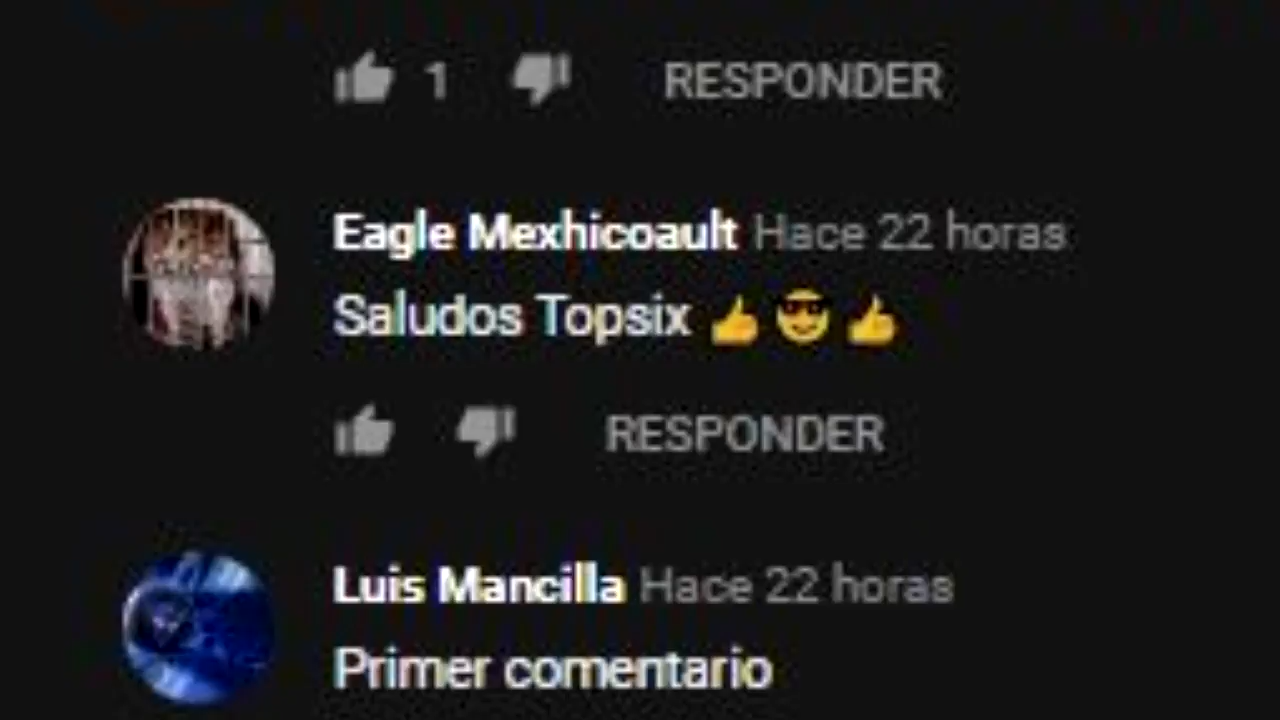 1 RESPONDER
Eagle Mexhicoault Hace 22 horas
Saludos Topsix 👍😎👍
RESPONDER
Luis Mancilla Hace 22 horas
Primer comentario